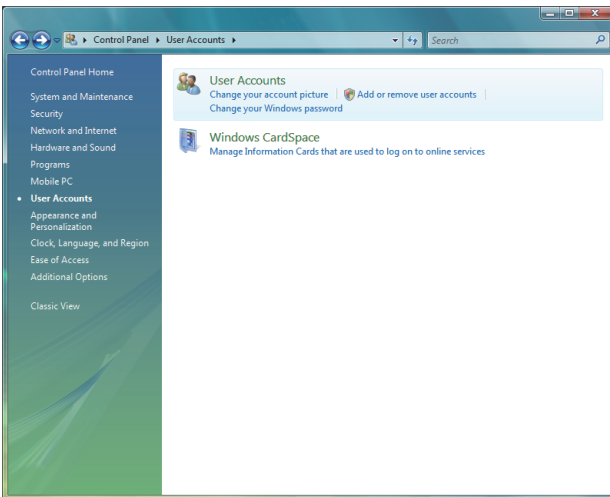 Control Panel
User Accounts
Search
Control Panel Home
System and Maintenance
Security
Network and Internet
Hardware and Sound
Programs
Mobile PC
User Accounts
Appearance and
Personalization
Clock, Language, and Region
Ease of Access
Additional Options
Classic View
User Accounts
Change your account picture
Add or remove user accounts
Change your Windows password
Windows CardSpace
Manage Information Cards that are used to log on to online services